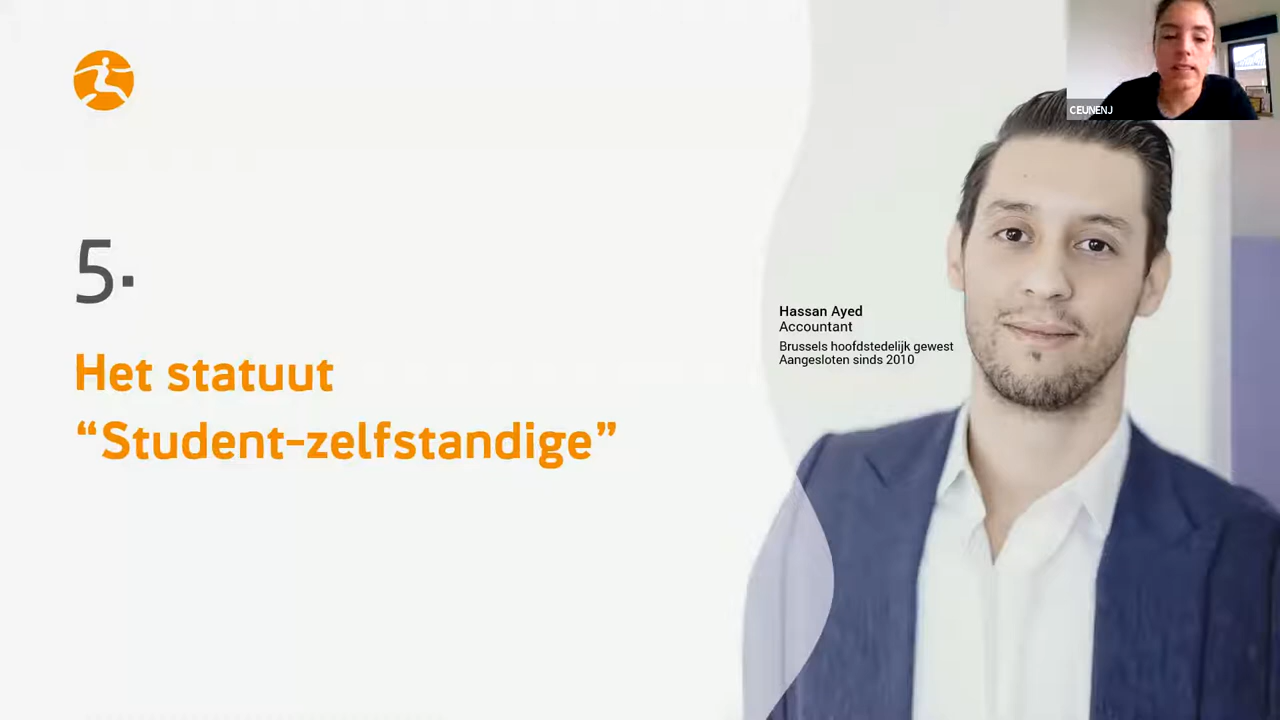 CEUNENJ
5.
Het statuut
“Student-zelfstandige”
Hassan Ayed
Accountant
Brussels hoofdstedelijk gewest
Aangesloten sinds 2010